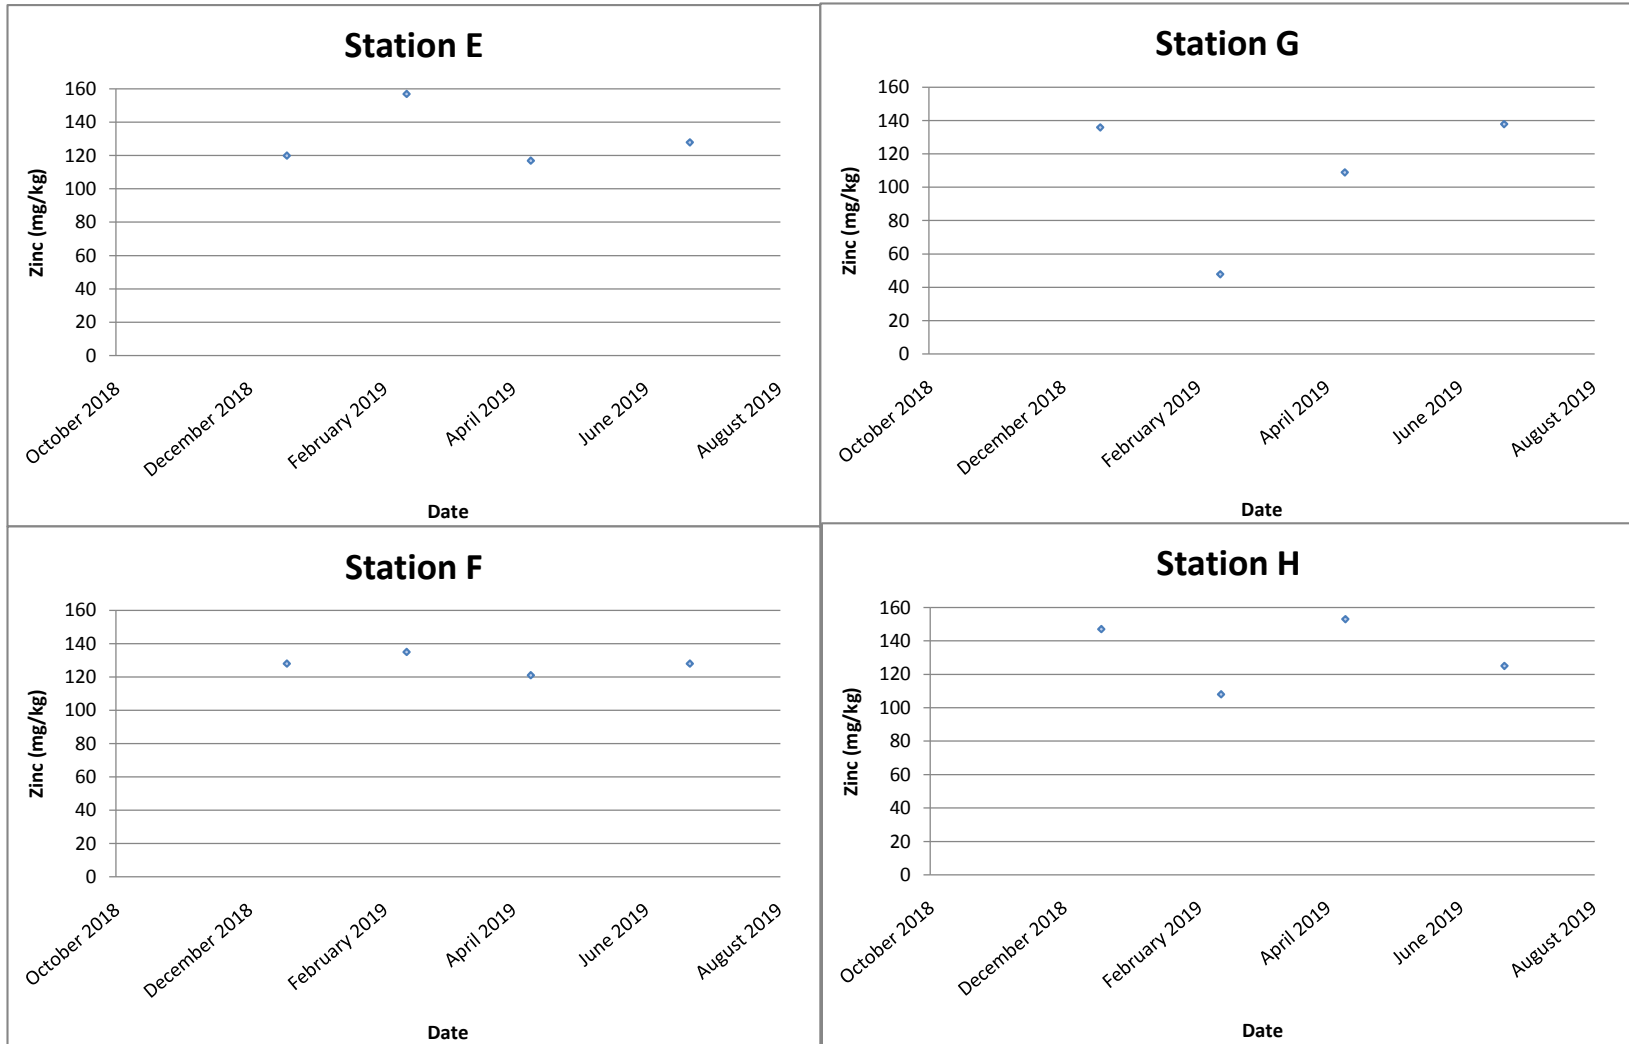 Station E
160
140
120
100
80
60
40
20
0
Zinc (mg/kg)
October 2018
December 2018
February 2019
April 2019
June 2019
August 2019
Date
Station G
160
140
120
100
80
60
40
20
0
Zinc (mg/kg)
October 2018
December 2018
February 2019
April 2019
June 2019
August 2019
Date
Station F
160
140
120
100
80
60
40
20
0
Zinc (mg/kg)
October 2018
December 2018
February 2019
April 2019
June 2019
August 2019
Date
Station H
160
140
120
100
80
60
40
20
0
Zinc (mg/kg)
October 2018
December 2018
February 2019
April 2019
June 2019
August 2019
Date